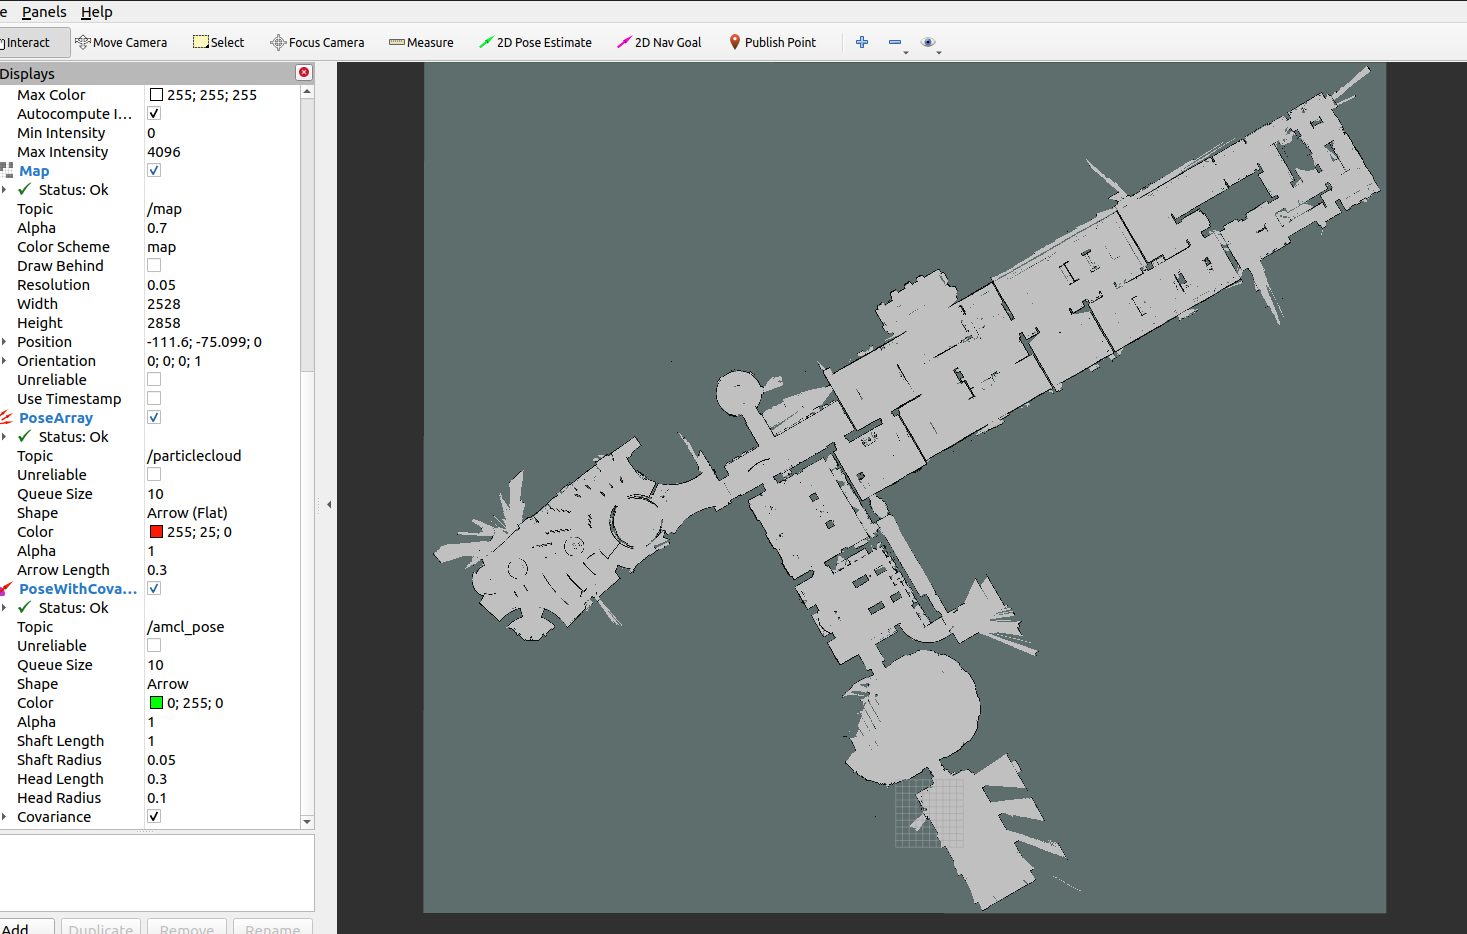 e Panels Help
Interact Move Camera Select Focus Camera Measure 2D Pose Estimate 2D Nav Goal Publish Point
Displays
Max Color 255; 255; 255
Autocompute I...
Min Intensity 0
Max Intensity 4096
Map
Status: Ok
Topic /map
Alpha 0.7
Color Scheme map
Draw Behind
Resolution 0.05
Width 2528
Height 2858
Position -111.6; -75.099; 0
Orientation 0; 0; 0; 1
Unreliable
Use Timestamp
PoseArray
Status: Ok
Topic /particlecloud
Unreliable
Queue Size 10
Shape Arrow (Flat)
Color 255; 25; 0
Alpha 1
Arrow Length 0.3
PoseWithCova...
Status: Ok
Topic /amcl_pose
Unreliable
Queue Size 10
Shape Arrow
Color 0; 255; 0
Alpha 1
Shaft Length 1
Shaft Radius 0.05
Head Length 0.3
Head Radius 0.1
Covariance
Add Duplicate Remove Rename